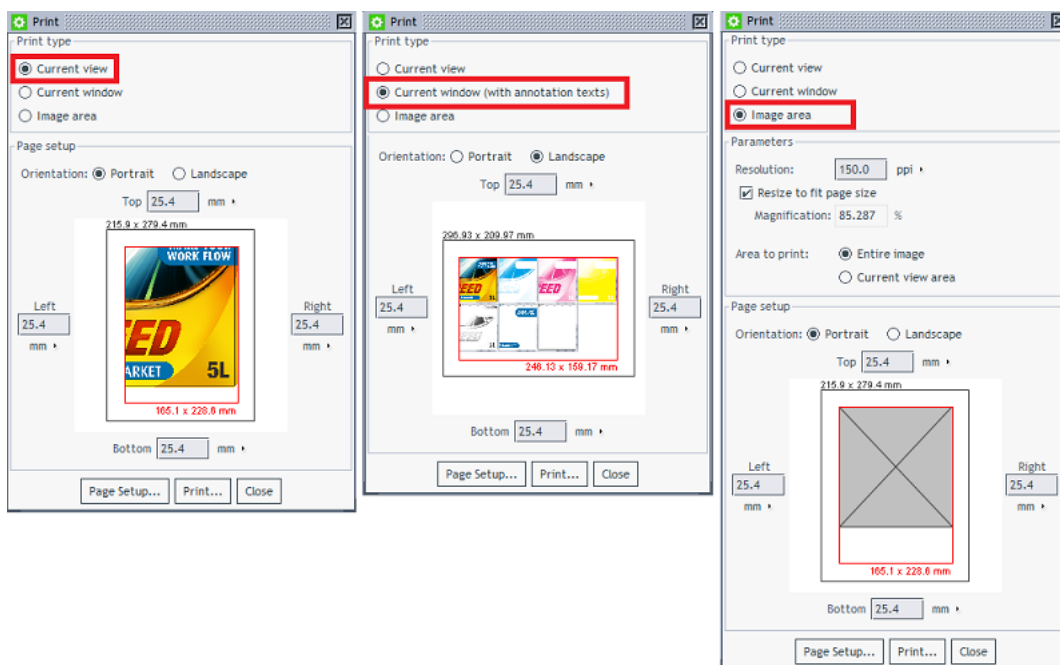 Print
Print type
Current view
Current window
Image area
Page setup
Orientation: Portrait Landscape
Top 25.4 mm
215.9 x 279.4 mm
WORK FLOW
EED
ARKET 5L
165.1 x 228.6 mm
Left
25.4
mm
Right
25.4
mm
Bottom 25.4 mm
Page Setup... Print... Close
Print
Print type
Current view
Current window (with annotation texts)
Image area
Orientation: Portrait Landscape
Top 25.4 mm
296.93 x 209.97 mm
EED EED
246.13 x 159.17 mm
Left
25.4
mm
Right
25.4
mm
Bottom 25.4 mm
Page Setup... Print... Close
Print
Print type
Current view
Current window
Image area
Parameters
Resolution: 150.0 ppi
Resize to fit page size
Magnification: 85.287 %
Area to print: Entire image
Current view area
Page setup
Orientation: Portrait Landscape
Top 25.4 mm
215.9 x 279.4 mm
165.1 x 228.6 mm
Left
25.4
mm
Right
25.4
mm
Bottom 25.4 mm
Page Setup... Print... Close